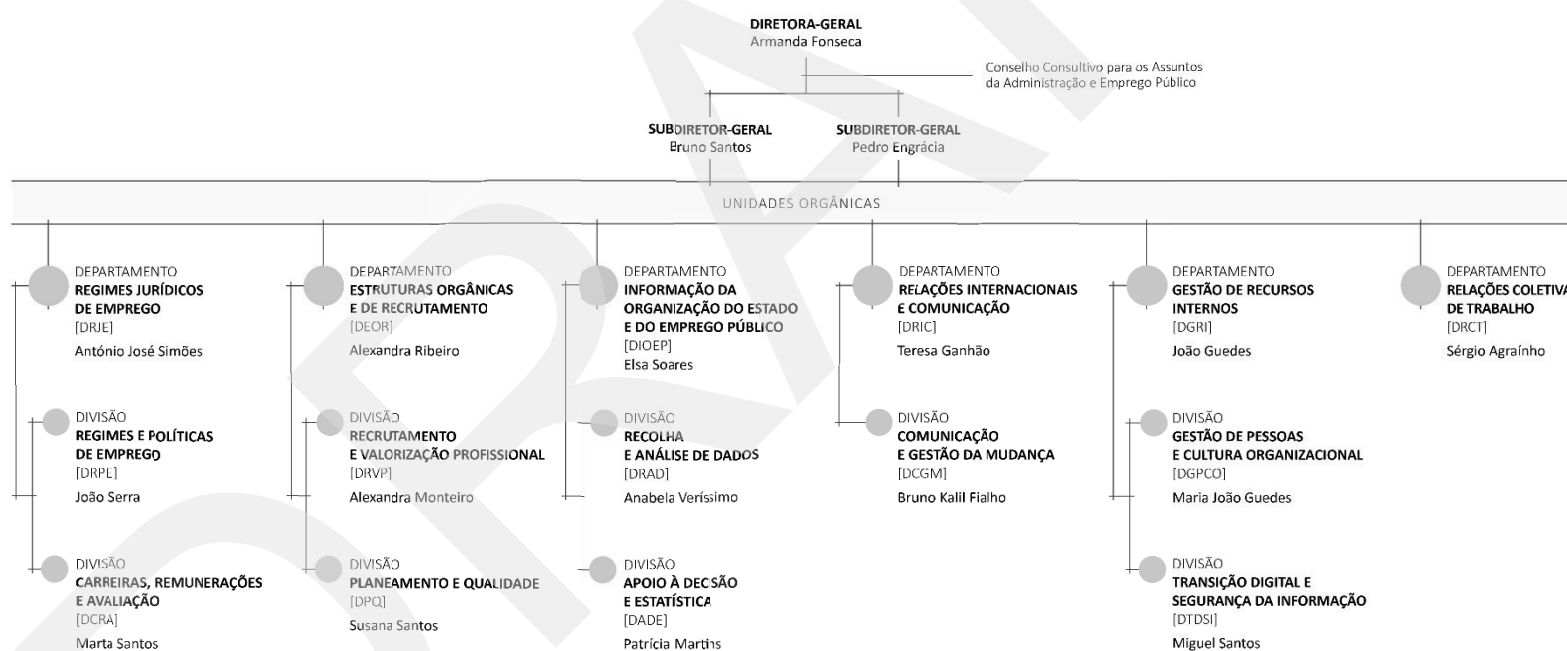 DIRETORA-GERAL
Armanda Fonseca
Conselho Consultivo para os Assuntos
da Administração e Emprego Público
SUBDIRETOR-GERAL
Bruno Santos
SUBDIRETOR-GERAL
Pedro Engrácia
UNIDADES ORGÂNICAS
DEPARTAMENTO
REGIMES JURÍDICOS
DE EMPREGO
[DRJE]
António José Simões
DEPARTAMENTO
ESTRUTURAS ORGÂNICAS
E DE RECRUTAMENTO
[DEOR]
Alexandra Ribeiro
DEPARTAMENTO
INFORMAÇÃO DA
ORGANIZAÇÃO DO ESTADO
E DO EMPREGO PÚBLICO
[DIOEP]
Elsa Soares
DEPARTAMENTO
RELAÇÕES INTERNACIONAIS
E COMUNICAÇÃO
[DRIC]
Teresa Ganhão
DEPARTAMENTO
GESTÃO DE RECURSOS
INTERNOS
[DGRI]
João Guedes
DEPARTAMENTO
RELAÇÕES COLETIVA
DE TRABALHO
[DRCT]
Sérgio Agraínho
DIVISÃO
REGIMES E POLÍTICAS
DE EMPREGO
[DRPE]
João Serra
DIVISÃO
RECRUTAMENTO
E VALORIZAÇÃO PROFISSIONAL
[DRVP]
Alexandra Monteiro
DIVISÃO
RECOLHA
E ANÁLISE DE DADOS
[DRAD]
Anabela Veríssimo
DIVISÃO
COMUNICAÇÃO
E GESTÃO DA MUDANÇA
[DCGM]
Bruno Kalil Fialho
DIVISÃO
GESTÃO DE PESSOAS
E CULTURA ORGANIZACIONAL
[DGPCO]
Maria João Guedes
DIVISÃO
CARREIRAS, REMUNERAÇÕES
E AVALIAÇÃO
[DCRA]
Marta Santos
DIVISÃO
PLANEAMENTO E QUALIDADE
[DPQ]
Susana Santos
DIVISÃO
APOIO À DECISÃO
E ESTATÍSTICA
[DADE]
Patrícia Martins
DIVISÃO
TRANSIÇÃO DIGITAL E
SEGURANÇA DA INFORMAÇÃO
[DTDSI]
Miguel Santos